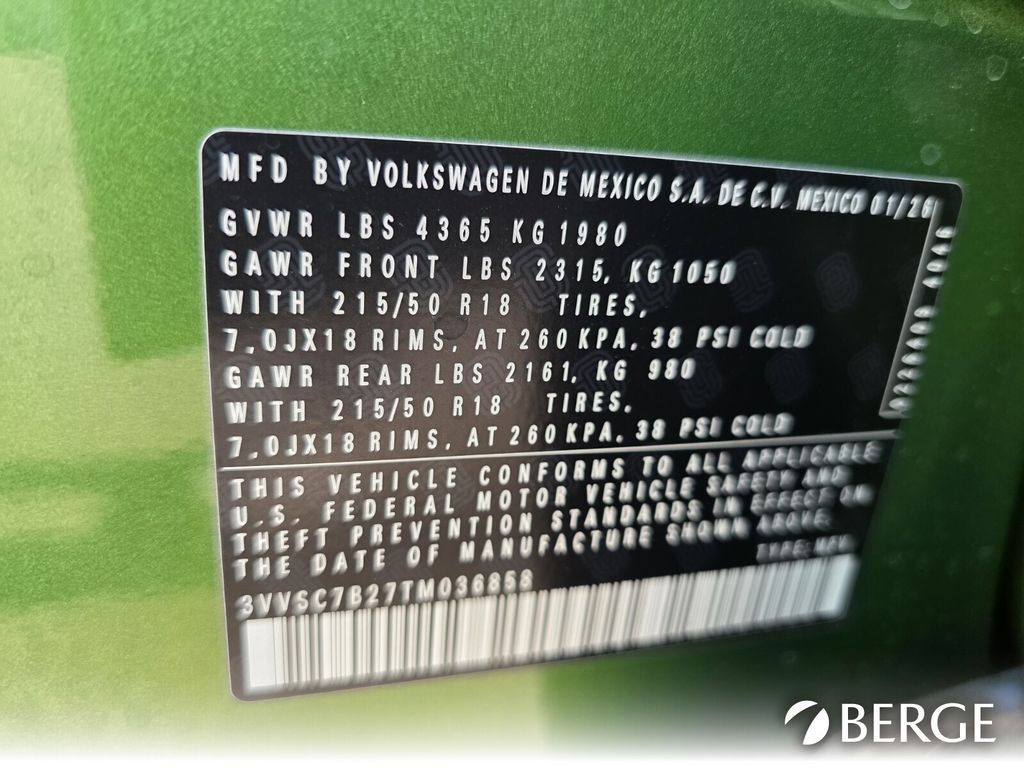 MFD BY VOLKSWAGEN DE MEXICO S.A. DE C.V. MEXICO 01/26
GVWR LBS 4365 KG 1980
GAWR FRONT LBS 2315, KG 1050
WITH 215/50 R18 TIRES,
7.0JX18 RIMS, AT 260 KPA, 38 PSI COLD
GAWR REAR LBS 2161, KG 980
WITH 215/50 R18 TIRES,
7.0JX18 RIMS, AT 260 KPA, 38 PSI COLD
THIS VEHICLE CONFORMS TO ALL APPLICABLE
U.S. FEDERAL MOTOR VEHICLE SAFETY AND
THEFT PREVENTION STANDARDS IN EFFECT ON
THE DATE OF MANUFACTURE SHOWN ABOVE.
TYPE: MPV
3VVSC7B27TM036858
BERGE